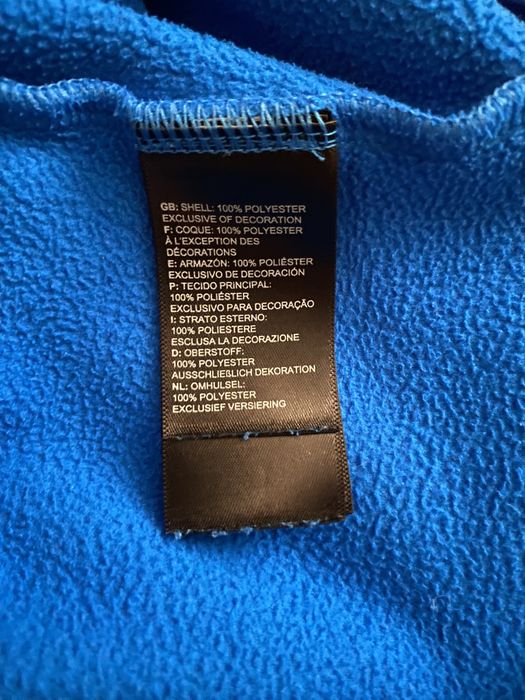 GB: SHELL: 100% POLYESTER
EXCLUSIVE OF DECORATION
F: COQUE: 100% POLYESTER
À L'EXCEPTION DES
DÉCORATIONS
E: ARMAZÓN: 100% POLIÉSTER
EXCLUSIVO DE DECORACIÓN
P: TECIDO PRINCIPAL:
100% POLIÉSTER
EXCLUSIVO PARA DECORAÇÃO
I: STRATO ESTERNO:
100% POLIESTERE
ESCLUSA LA DECORAZIONE
D: OBERSTOFF:
100% POLYESTER
AUSSCHLIEẞLICH DEKORATION
NL: OMHULSEL:
100% POLYESTER
EXCLUSIEF VERSIERING